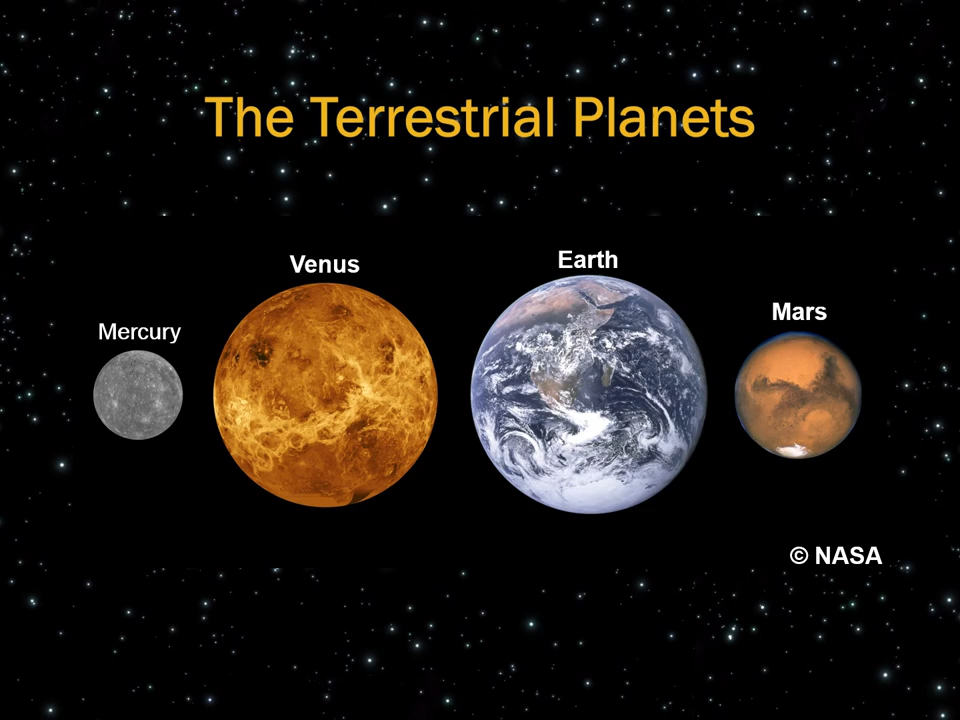 The Terrestrial Planets
Mercury
Venus
Earth
Mars
© NASA